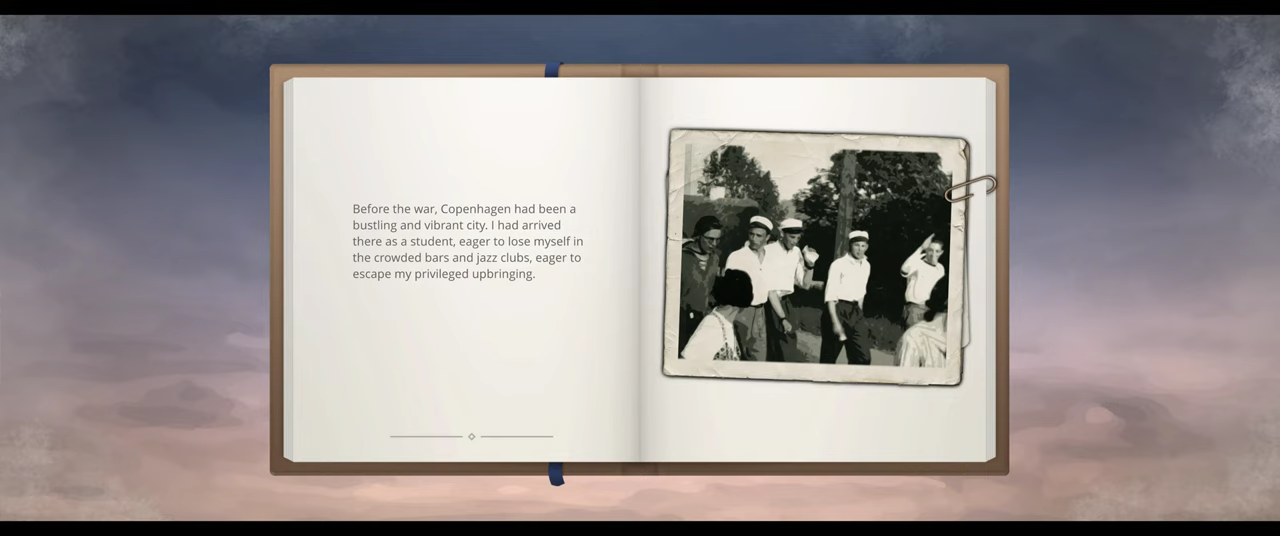 Before the war, Copenhagen had been a
bustling and vibrant city. I had arrived
there as a student, eager to lose myself in
the crowded bars and jazz clubs, eager to
escape my privileged upbringing.